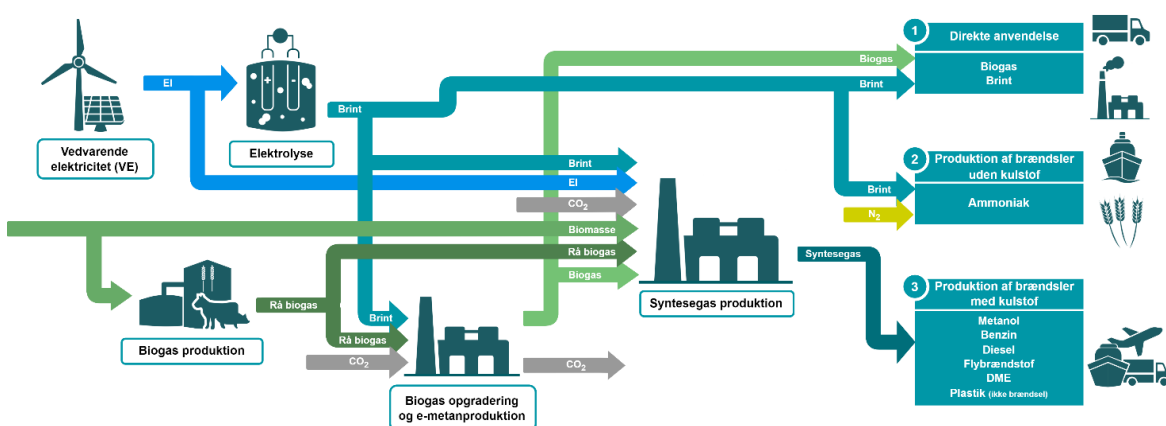 1
Direkte anvendelse
Biogas
Biogas
Brint
El
Brint
Brint
Vedvarende
elektricitet (VE)
Elektrolyse
+
-
Brint
El
CO₂
2
Produktion af brændsler
uden kulstof
Brint
Ammoniak
N₂
Biomasse
Rå biogas
Biogas
Syntesegas
Syntesegas produktion
3
Produktion af brændsler
med kulstof
Metanol
Benzin
Diesel
Flybrændstof
DME
Plastik (ikke brændsel)
Rå biogas
Brint
Rå biogas
Biogas produktion
CO₂
CO₂
Biogas opgradering
og e-metanproduktion